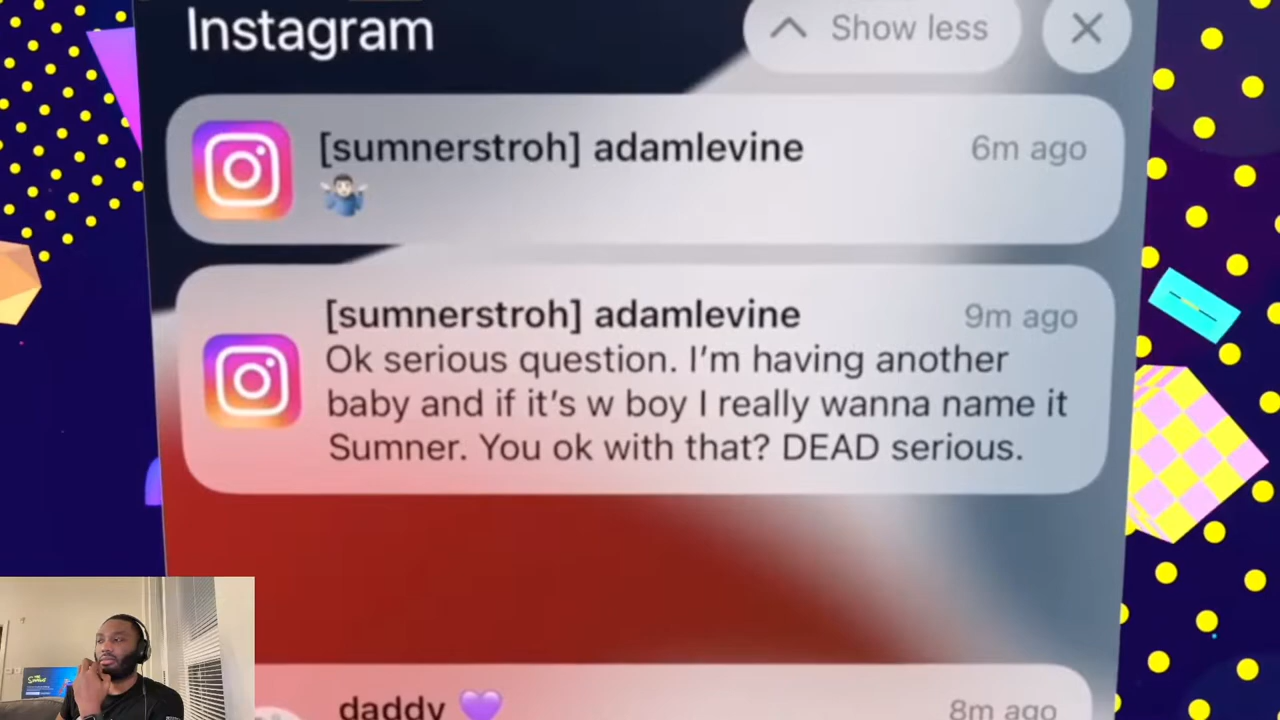 Instagram
Show less
[sumnerstroh] adamlevine 6m ago
🤷🏻‍♂️
[sumnerstroh] adamlevine 9m ago
Ok serious question. I’m having another
baby and if it’s w boy I really wanna name it
Sumner. You ok with that? DEAD serious.
daddy 💜 8m ago